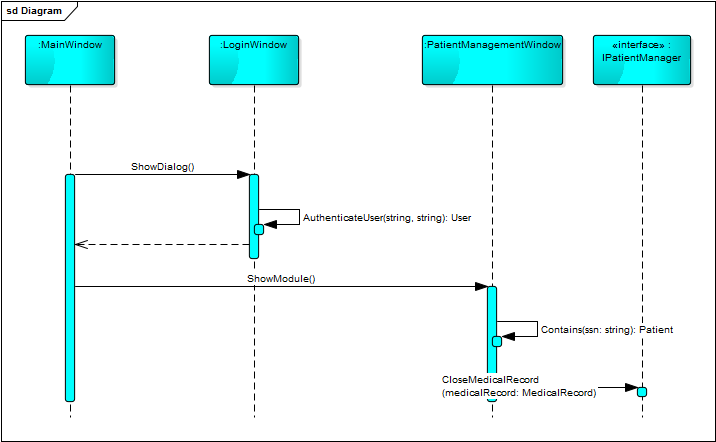 sd Diagram
:MainWindow
:LoginWindow
:PatientManagementWindow
«interface» :
IPatientManager
ShowDialog()
AuthenticateUser(string, string): User
ShowModule()
Contains(ssn: string): Patient
CloseMedicalRecord
(medicalRecord: MedicalRecord)